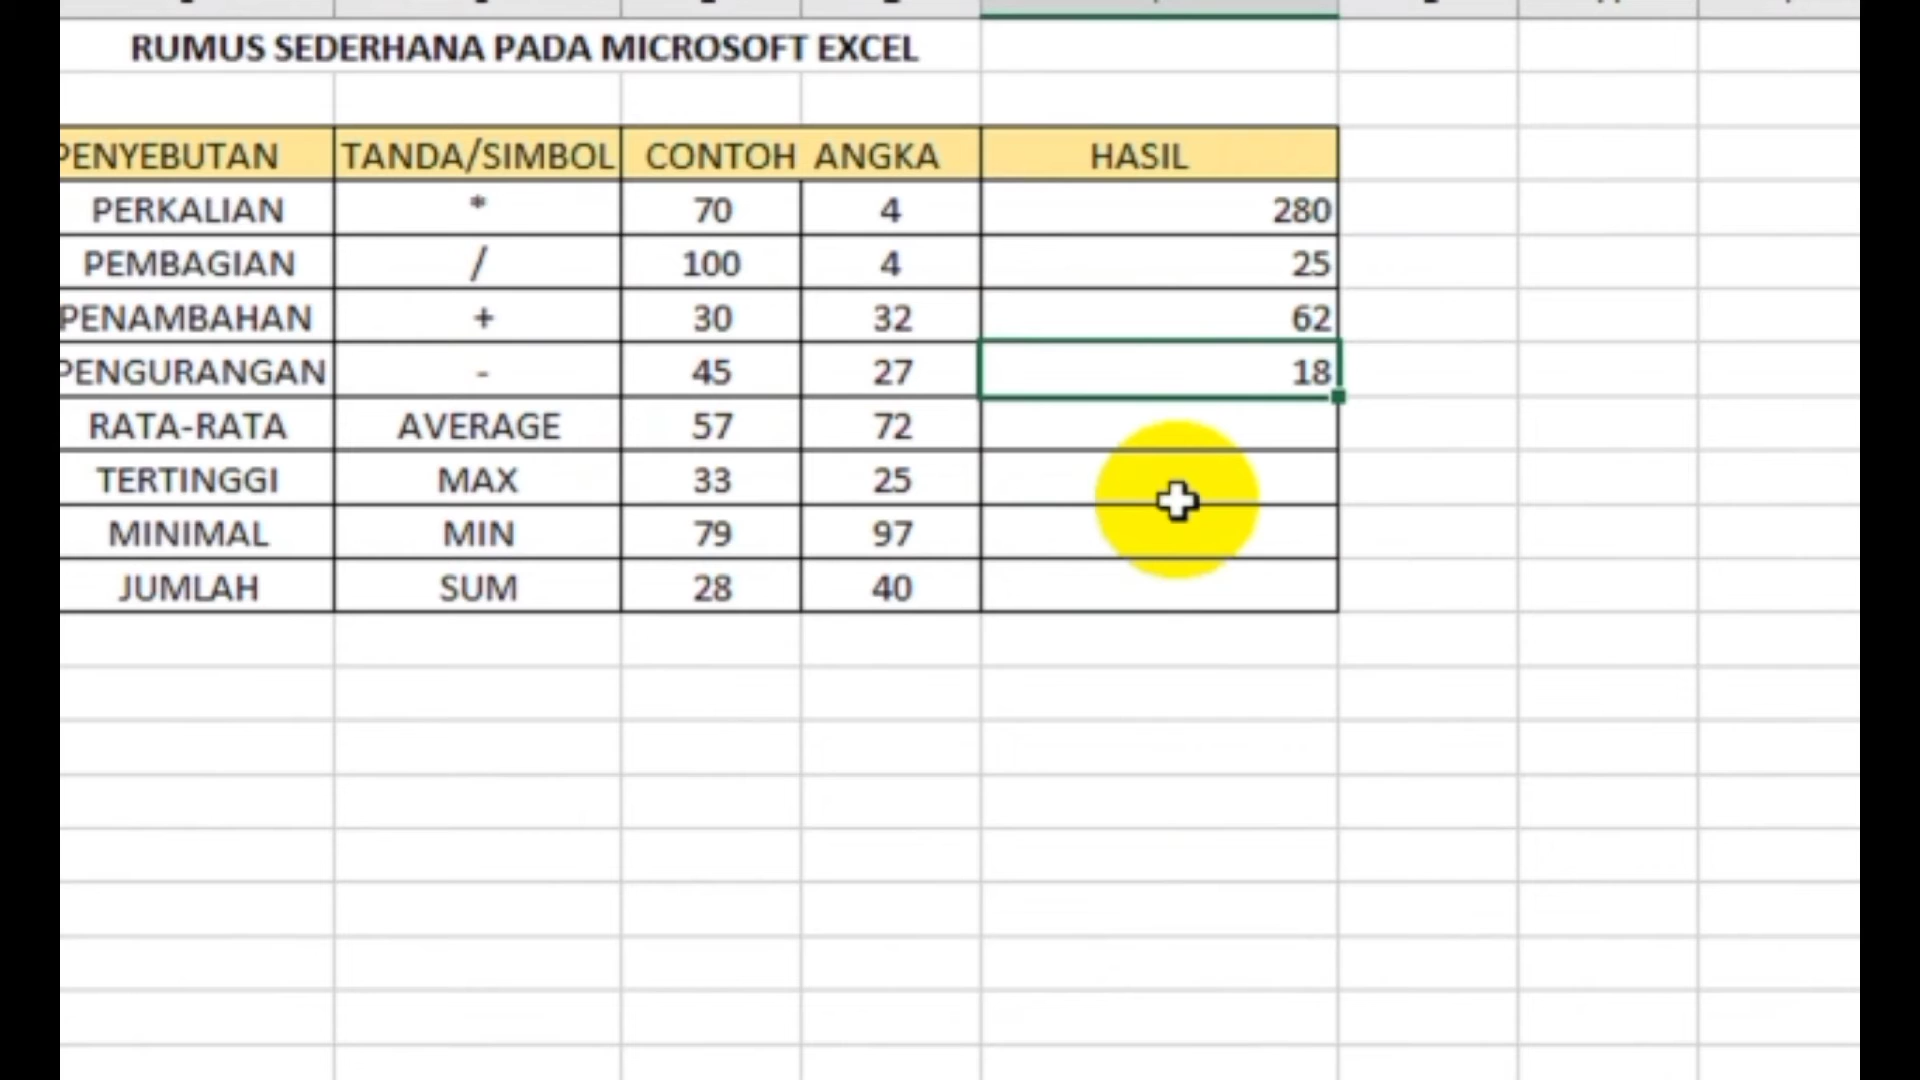 RUMUS SEDERHANA PADA MICROSOFT EXCEL
PENYEBUTAN TANDA/SIMBOL CONTOH ANGKA HASIL
PERKALIAN * 70 4 280
PEMBAGIAN / 100 4 25
PENAMBAHAN + 30 32 62
PENGURANGAN - 45 27 18
RATA-RATA AVERAGE 57 72
TERTINGGI MAX 33 25
MINIMAL MIN 79 97
JUMLAH SUM 28 40